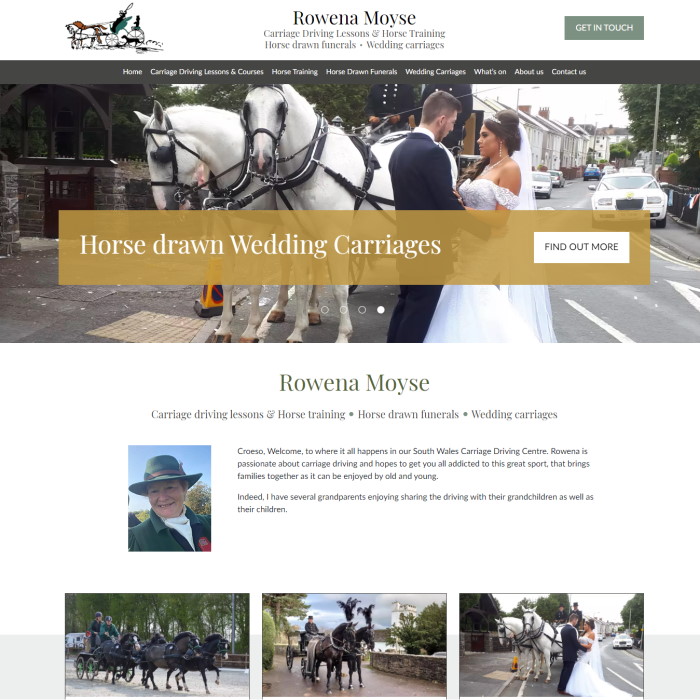 Rowena Moyse
Carriage Driving Lessons & Horse Training
Horse drawn funerals • Wedding carriages
GET IN TOUCH
Home Carriage Driving Lessons & Courses Horse Training Horse Drawn Funerals Wedding Carriages What's on About us Contact us
Horse drawn Wedding Carriages
FIND OUT MORE
Rowena Moyse
Carriage driving lessons & Horse training • Horse drawn funerals • Wedding carriages
Croeso, Welcome, to where it all happens in our South Wales Carriage Driving Centre. Rowena is
passionate about carriage driving and hopes to get you all addicted to this great sport, that brings
families together as it can be enjoyed by old and young.
Indeed, I have several grandparents enjoying sharing the driving with their grandchildren as well as
their children.